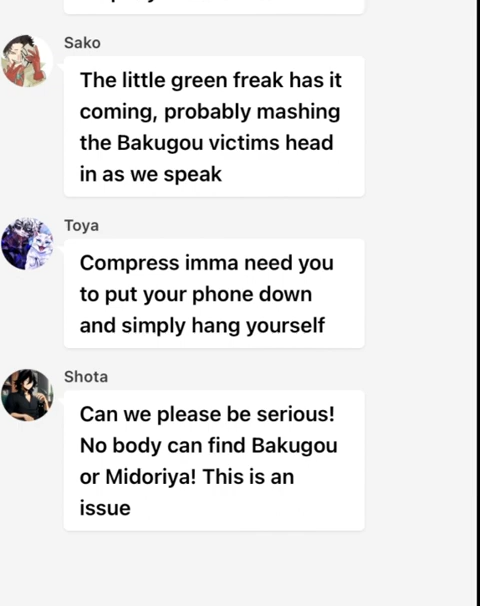 Sako
The little green freak has it
coming, probably mashing
the Bakugou victims head
in as we speak
Toya
Compress imma need you
to put your phone down
and simply hang yourself
Shota
Can we please be serious!
No body can find Bakugou
or Midoriya! This is an
issue